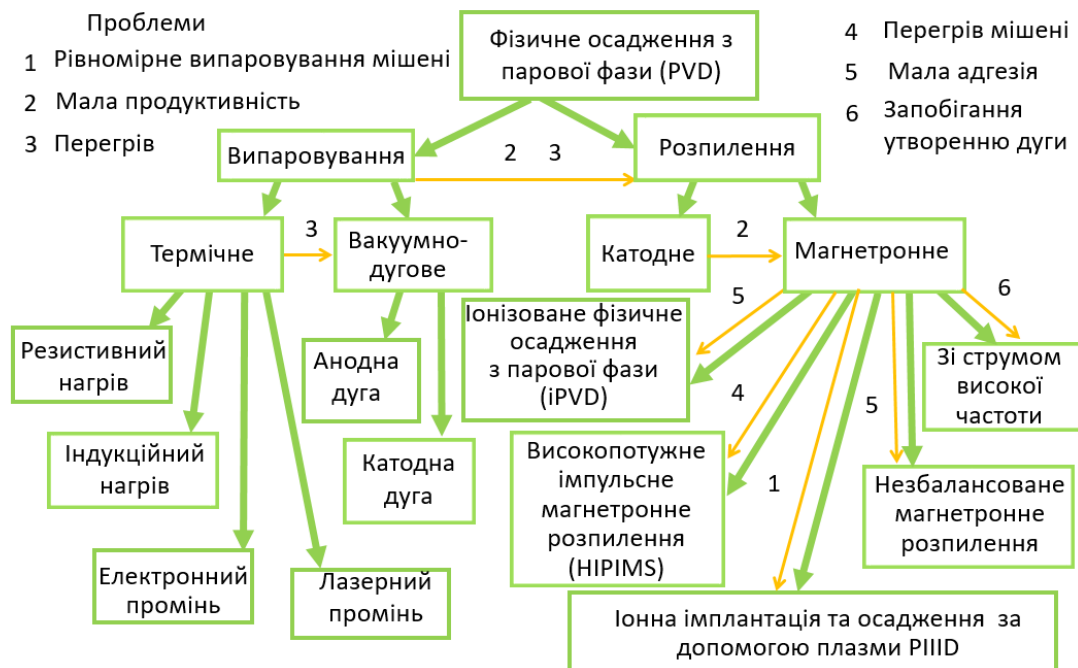 Проблеми
1 Рівномірне випаровування мішені
2 Мала продуктивність
3 Перегрів
Фізичне осадження з
парової фази (PVD)
4 Перегрів мішені
5 Мала адгезія
6 Запобігання
утворенню дуги
Випаровування
2 3
Розпилення
Термічне
3
Вакуумно-
дугове
Катодне
2
Магнетронне
Резистивний
нагрів
Індукційний
нагрів
Електронний
промінь
Лазерний
промінь
Анодна
дуга
Катодна
дуга
5
Іонізоване фізичне
осадження
з парової фази
(iPVD)
4
Високопотужне
імпульсне
магнетронне
розпилення
(HIPIMS)
1
Іонна імплантація та осадження за
допомогою плазми PIIID
5
Незбалансоване
магнетронне
розпилення
6
Зі струмом
високої
частоти